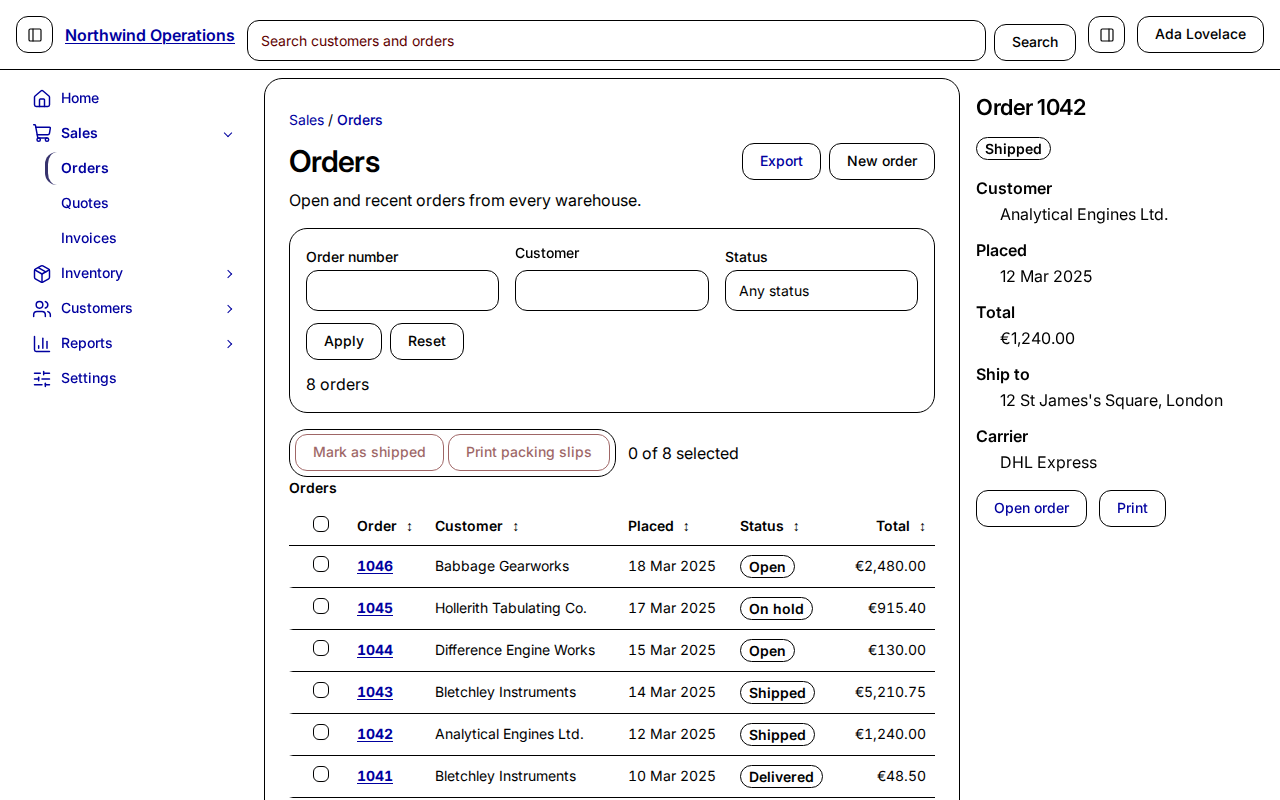 Northwind Operations
Search customers and orders
Search
Ada Lovelace
Home
Sales
Orders
Quotes
Invoices
Inventory
Customers
Reports
Settings
Sales / Orders
Orders
Export
New order
Open and recent orders from every warehouse.
Order number
Customer
Status
Any status
Apply
Reset
8 orders
Mark as shipped
Print packing slips
0 of 8 selected
Orders
Order ↕ Customer ↕ Placed ↕ Status ↕ Total ↕
1046 Babbage Gearworks 18 Mar 2025 Open €2,480.00
1045 Hollerith Tabulating Co. 17 Mar 2025 On hold €915.40
1044 Difference Engine Works 15 Mar 2025 Open €130.00
1043 Bletchley Instruments 14 Mar 2025 Shipped €5,210.75
1042 Analytical Engines Ltd. 12 Mar 2025 Shipped €1,240.00
1041 Bletchley Instruments 10 Mar 2025 Delivered €48.50
Order 1042
Shipped
Customer
Analytical Engines Ltd.
Placed
12 Mar 2025
Total
€1,240.00
Ship to
12 St James's Square, London
Carrier
DHL Express
Open order
Print